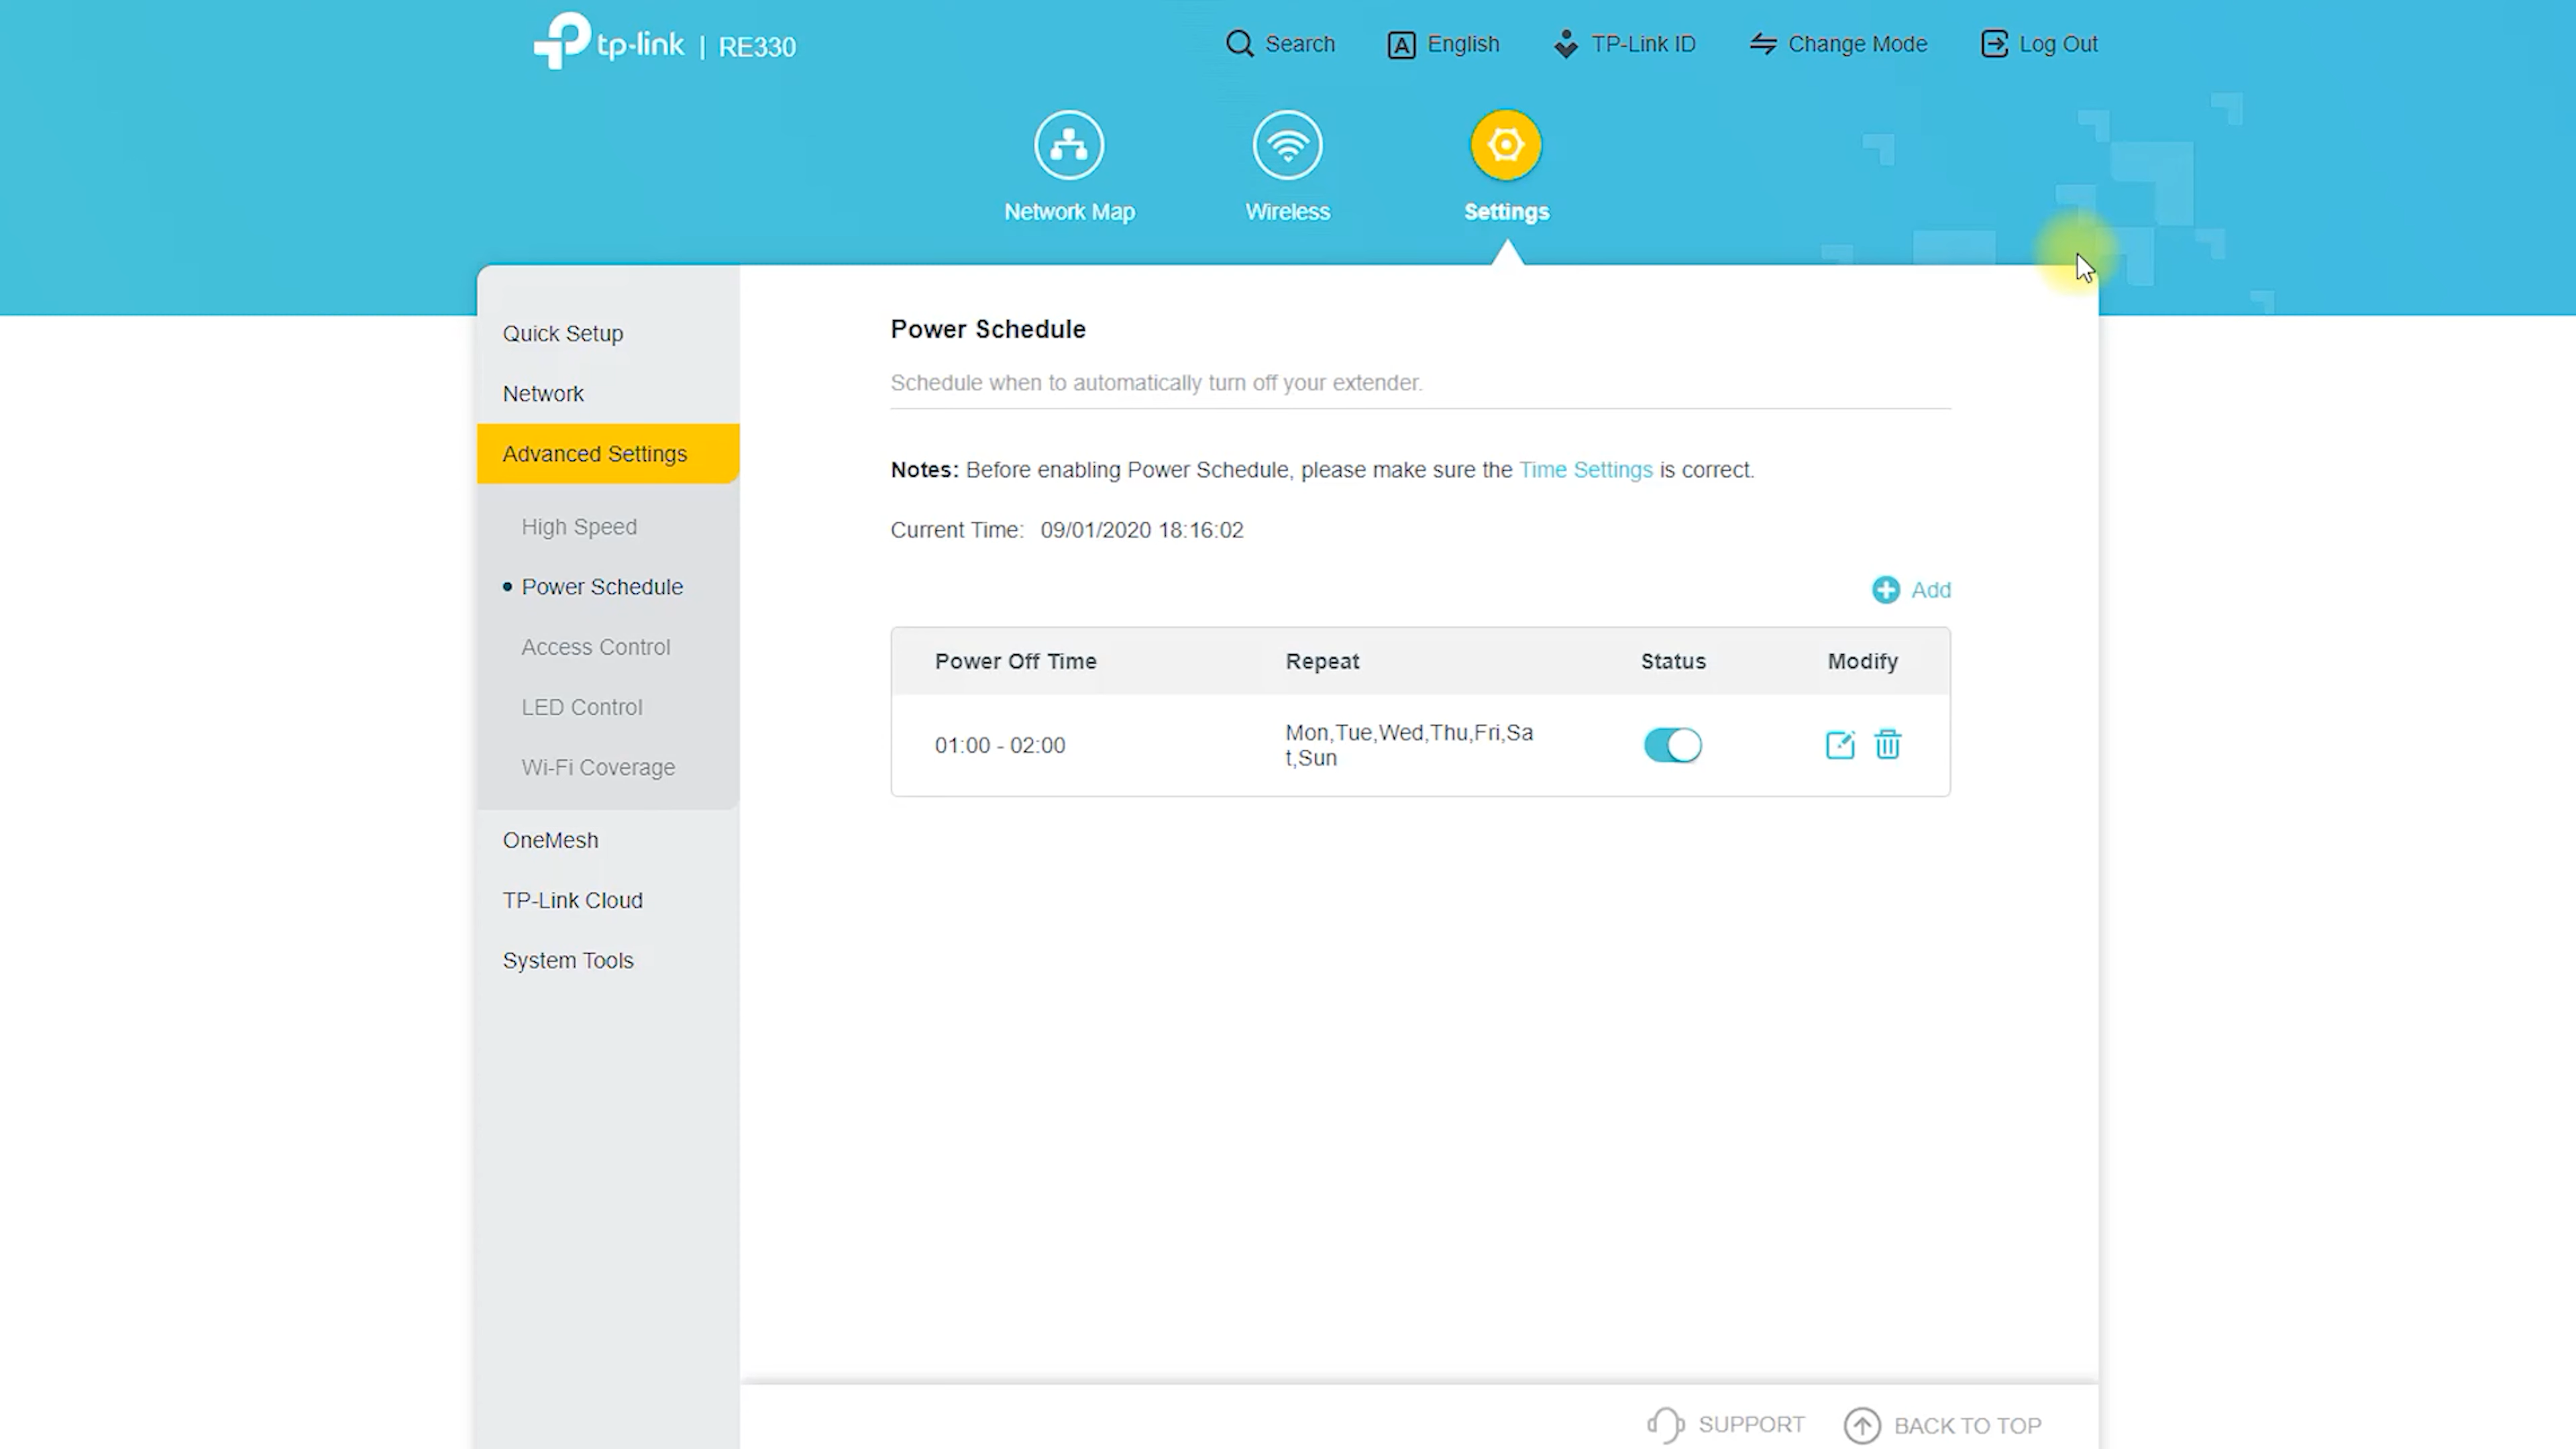 tp-link | RE330
Search
English
TP-Link ID
Change Mode
Log Out
Network Map
Wireless
Settings
Quick Setup
Network
Advanced Settings
High Speed
Power Schedule
Access Control
LED Control
Wi-Fi Coverage
OneMesh
TP-Link Cloud
System Tools
Power Schedule
Schedule when to automatically turn off your extender.
Notes: Before enabling Power Schedule, please make sure the Time Settings is correct.
Current Time: 09/01/2020 18:16:02
Add
Power Off Time Repeat Status Modify
01:00 - 02:00
Mon,Tue,Wed,Thu,Fri,Sa
t,Sun
SUPPORT
BACK TO TOP